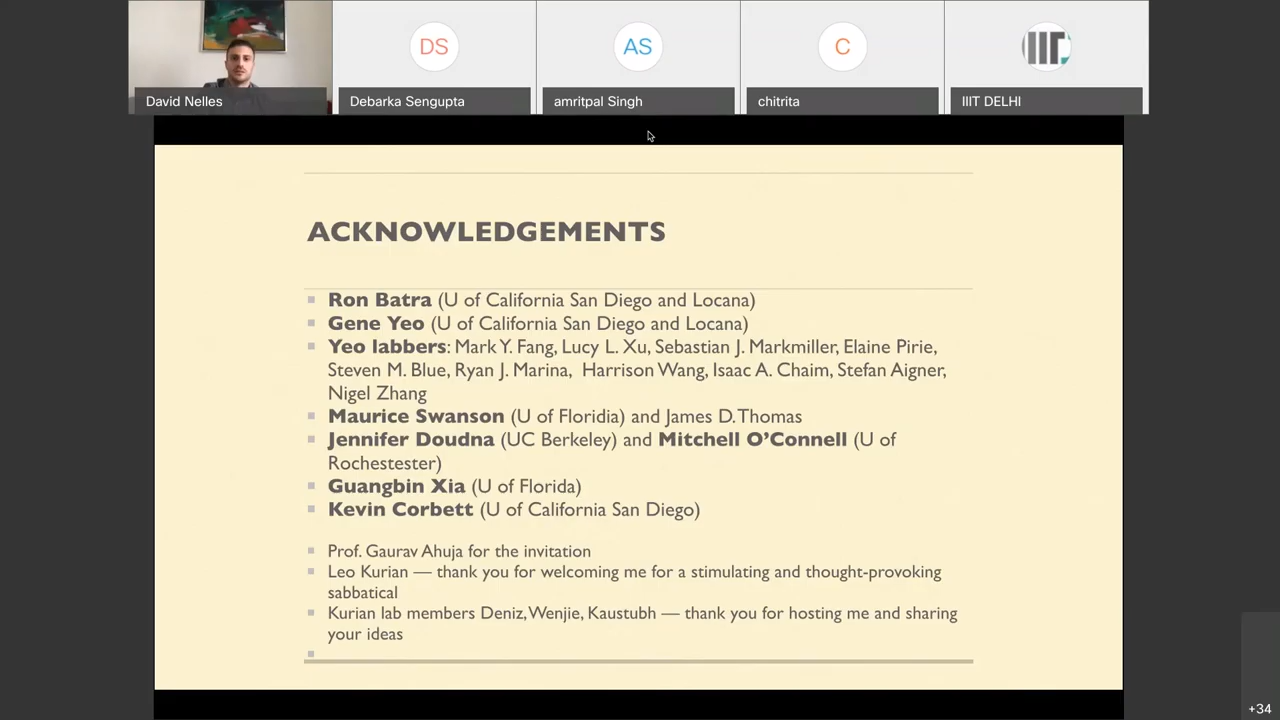 DS
AS
C
David Nelles
Debarka Sengupta
amritpal Singh
chitrita
IIIT DELHI
ACKNOWLEDGEMENTS
Ron Batra (U of California San Diego and Locana)
Gene Yeo (U of California San Diego and Locana)
Yeo labbers: Mark Y. Fang, Lucy L. Xu, Sebastian J. Markmiller, Elaine Pirie,
Steven M. Blue, Ryan J. Marina, Harrison Wang, Isaac A. Chaim, Stefan Aigner,
Nigel Zhang
Maurice Swanson (U of Floridia) and James D. Thomas
Jennifer Doudna (UC Berkeley) and Mitchell O’Connell (U of
Rochestester)
Guangbin Xia (U of Florida)
Kevin Corbett (U of California San Diego)
Prof. Gaurav Ahuja for the invitation
Leo Kurian — thank you for welcoming me for a stimulating and thought-provoking
sabbatical
Kurian lab members Deniz, Wenjie, Kaustubh — thank you for hosting me and sharing
your ideas
+34